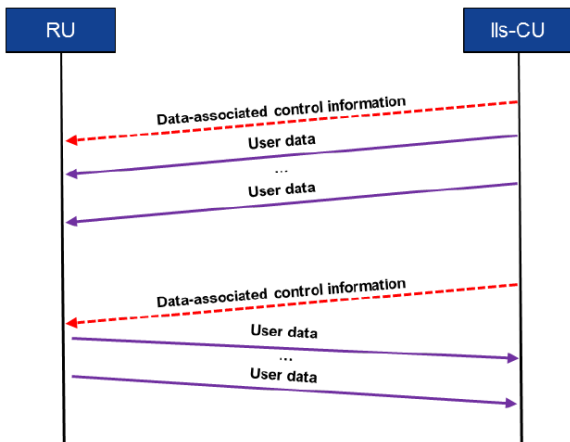 RU
lls-CU
Data-associated control information
User data
...
User data
Data-associated control information
User data
...
User data